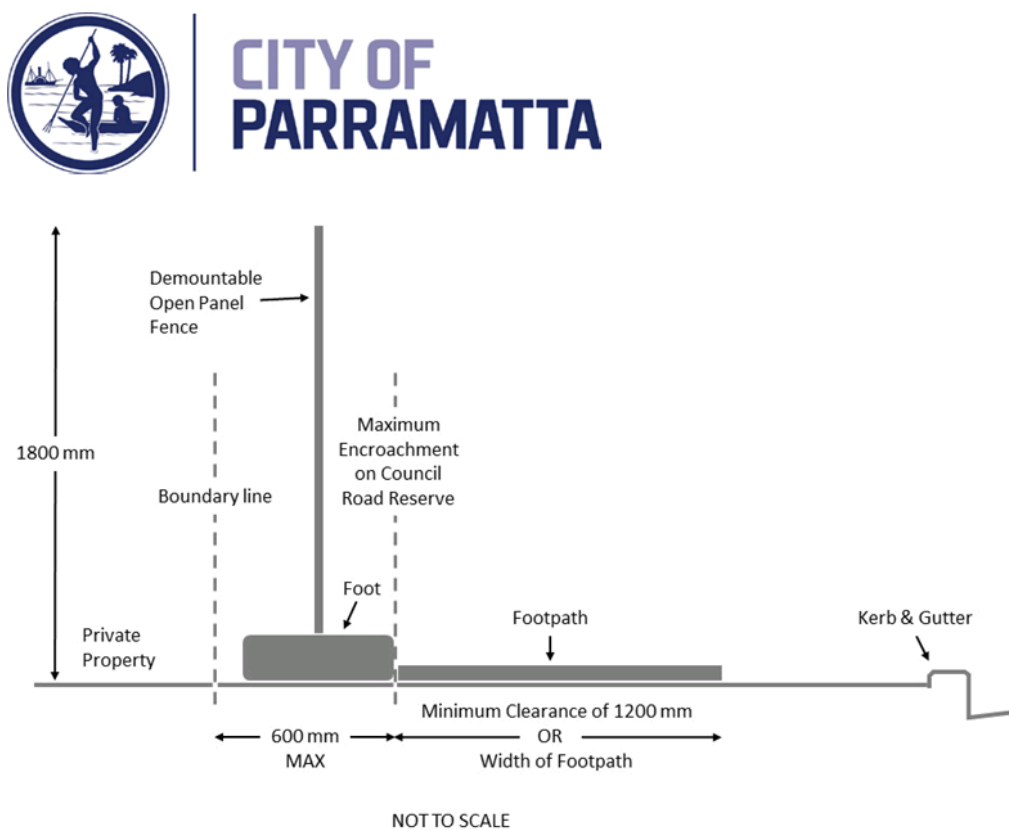 CITY OF
PARRAMATTA
Demountable
Open Panel
Fence
Maximum
Encroachment
on Council
Road Reserve
1800 mm
Boundary line
Foot
Footpath
Kerb & Gutter
Private
Property
Minimum Clearance of 1200 mm
OR
Width of Footpath
600 mm
MAX
NOT TO SCALE